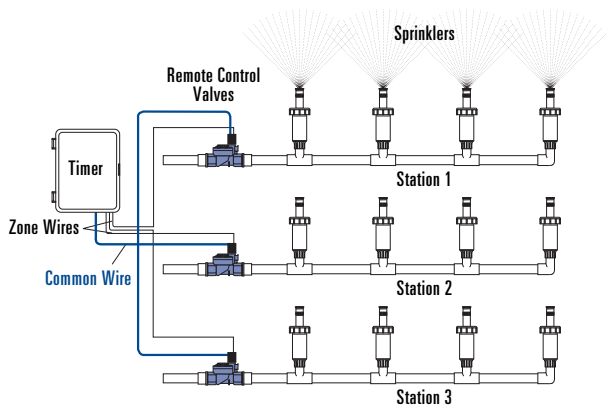 Sprinklers
Remote Control
Valves
Timer
Station 1
Zone Wires
Common Wire
Station 2
Station 3